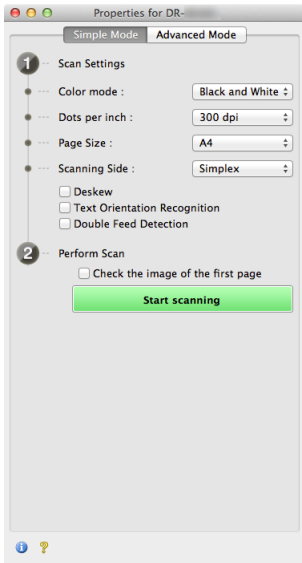 Properties for DR-
Simple Mode
Advanced Mode
1
Scan Settings
Color mode :
Black and White
Dots per inch :
300 dpi
Page Size :
A4
Scanning Side :
Simplex
Deskew
Text Orientation Recognition
Double Feed Detection
2
Perform Scan
Check the image of the first page
Start scanning